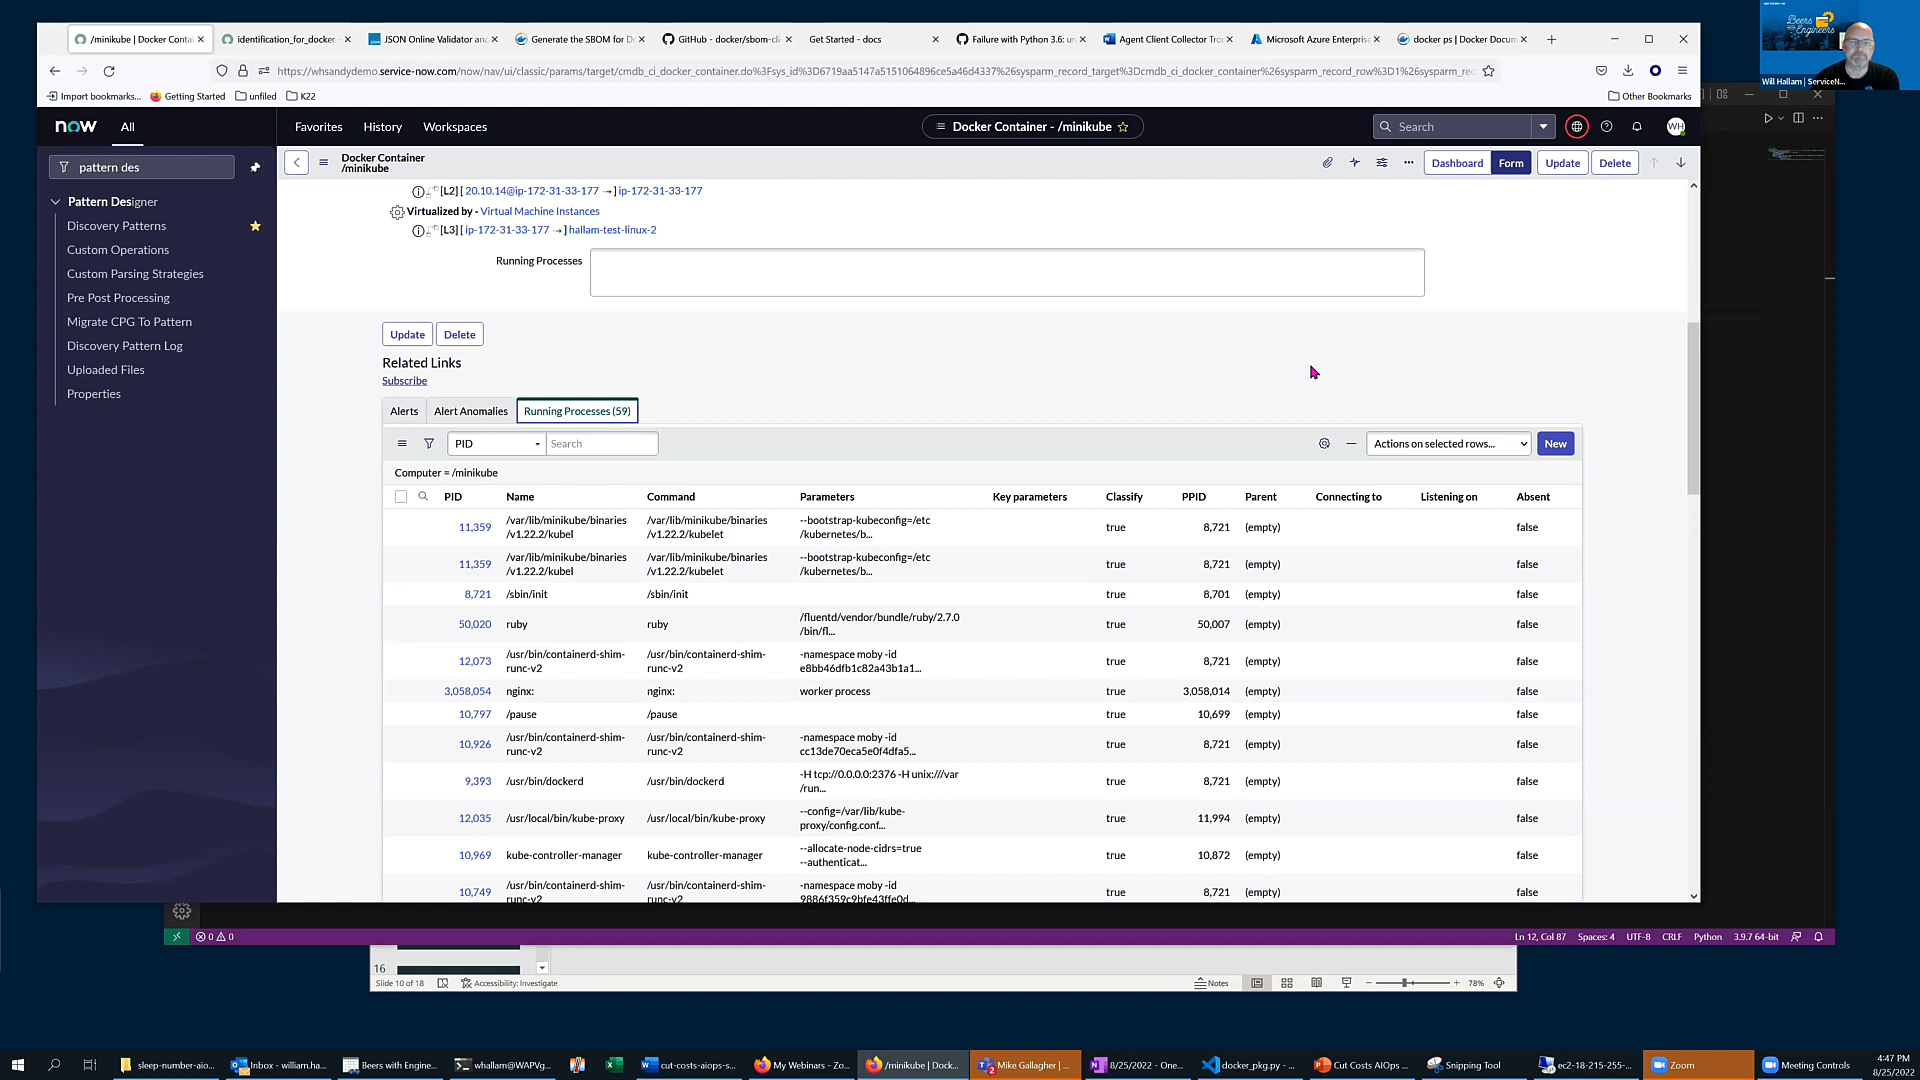 /minikube | Docker Contai
identification_for_docker
JSON Online Validator and
Generate the SBOM for Do
GitHub - docker/sbom-cli
Get Started - docs
Failure with Python 3.6: un
Agent Client Collector Tro
Microsoft Azure Enterprise
docker ps | Docker Docum
https://whsandydemo.service-now.com/now/nav/ui/classic/params/target/cmdb_ci_docker_container.do%3Fsys_id%3D6719aa5147a5151064896ce5a46d4337%26sysparm_record_target%3Dcmdb_ci_docker_container%26sysparm_record_row%3D1%26sysparm_rec
Import bookmarks...
Getting Started
unfiled
K22
Other Bookmarks
Beers with Engineers
Will Hallam | ServiceN...
now
All
Favorites
History
Workspaces
Docker Container - /minikube
Search
WH
pattern des
Docker Container
/minikube
Dashboard
Form
Update
Delete
Pattern Designer
Discovery Patterns
Custom Operations
Custom Parsing Strategies
Pre Post Processing
Migrate CPG To Pattern
Discovery Pattern Log
Uploaded Files
Properties
[L2] [ 20.10.14@ip-172-31-33-177 → ] ip-172-31-33-177
Virtualized by - Virtual Machine Instances
[L3] [ ip-172-31-33-177 → ] hallam-test-linux-2
Running Processes
Update
Delete
Related Links
Subscribe
Alerts
Alert Anomalies
Running Processes (59)
PID
Search
Actions on selected rows...
New
Computer = /minikube
PID Name Command Parameters Key parameters Classify PPID Parent Connecting to Listening on Absent
11,359 /var/lib/minikube/binaries /var/lib/minikube/binaries --bootstrap-kubeconfig=/etc true 8,721 (empty) false
/v1.22.2/kubel /v1.22.2/kubelet /kubernetes/b...
11,359 /var/lib/minikube/binaries /var/lib/minikube/binaries --bootstrap-kubeconfig=/etc true 8,721 (empty) false
/v1.22.2/kubel /v1.22.2/kubelet /kubernetes/b...
8,721 /sbin/init /sbin/init true 8,701 (empty) false
50,020 ruby ruby /fluentd/vendor/bundle/ruby/2.7.0 true 50,007 (empty) false
/bin/fl...
12,073 /usr/bin/containerd-shim- /usr/bin/containerd-shim- -namespace moby -id true 8,721 (empty) false
runc-v2 runc-v2 e8bb46dfb1c82a43b1a1...
3,058,054 nginx: nginx: worker process true 3,058,014 (empty) false
10,797 /pause /pause true 10,699 (empty) false
10,926 /usr/bin/containerd-shim- /usr/bin/containerd-shim- -namespace moby -id true 8,721 (empty) false
runc-v2 runc-v2 cc13de70eca5e0f4dfa5...
9,393 /usr/bin/dockerd /usr/bin/dockerd -H tcp://0.0.0.0:2376 -H unix:///var true 8,721 (empty) false
/run...
12,035 /usr/local/bin/kube-proxy /usr/local/bin/kube-proxy --config=/var/lib/kube- true 11,994 (empty) false
proxy/config.conf...
10,969 kube-controller-manager kube-controller-manager --allocate-node-cidrs=true true 10,872 (empty) false
--authenticat...
10,749 /usr/bin/containerd-shim- /usr/bin/containerd-shim- -namespace moby -id true 8,721 (empty) false
runc-v2 runc-v2 9886f359c9bfe43ffe0d...
0 0
Ln 12, Col 87
Spaces: 4
UTF-8
CRLF
Python
3.9.7 64-bit
16
Slide 10 of 18
Accessibility: Investigate
Notes
78%
sleep-number-aio...
Inbox - william.ha...
Beers with Engine...
whallam@WAPVg...
cut-costs-aiops-s...
My Webinars - Zo...
/minikube | Dock...
Mike Gallagher | ...
8/25/2022 - One...
docker_pkg.py - ...
Cut Costs AIOps ...
Snipping Tool
ec2-18-215-255-...
Zoom
Meeting Controls
4:47 PM
8/25/2022